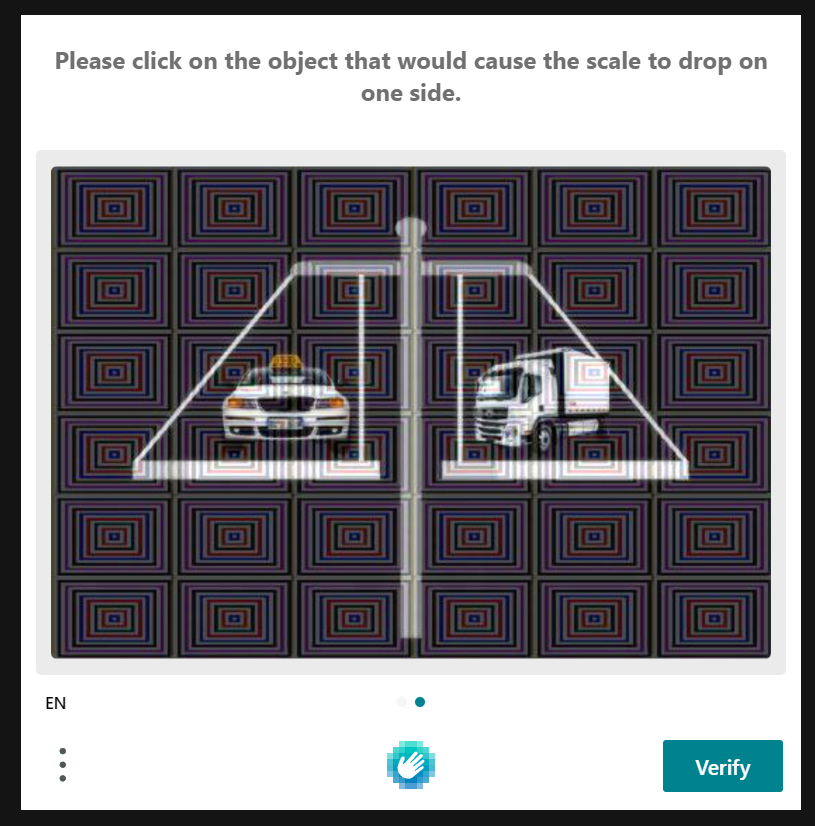 Please click on the object that would cause the scale to drop on
one side.
EN
Verify